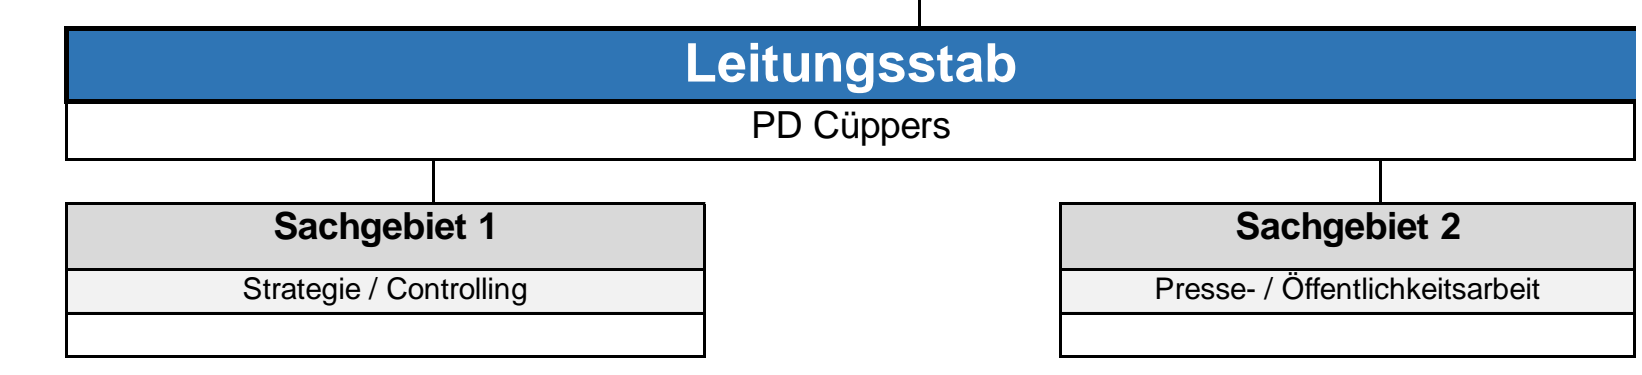 Leitungsstab
PD Cüppers
Sachgebiet 1
Strategie / Controlling
Sachgebiet 2
Presse- / Öffentlichkeitsarbeit